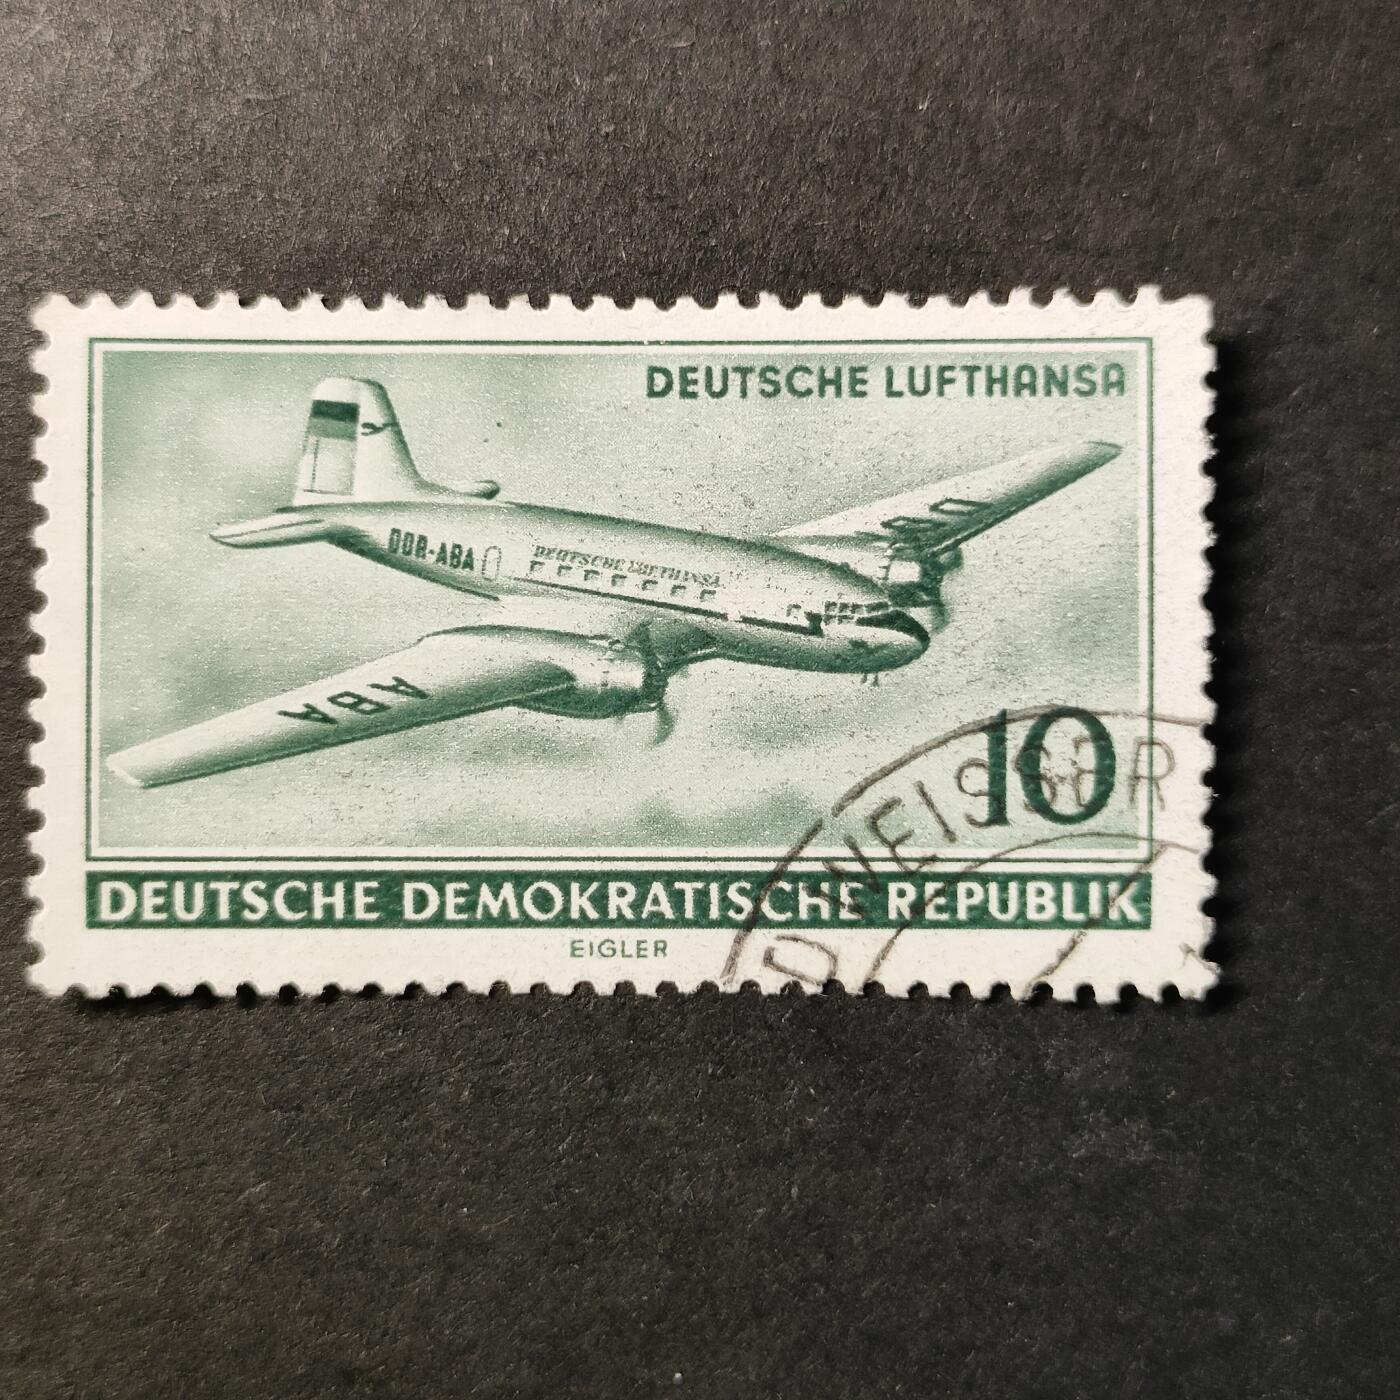 DEUTSCHE LUFTHANSA
DDR-ABA
DEUTSCHE LUFTHANSA
ABA
10
DEUTSCHE DEMOKRATISCHE REPUBLIK
EIGLER